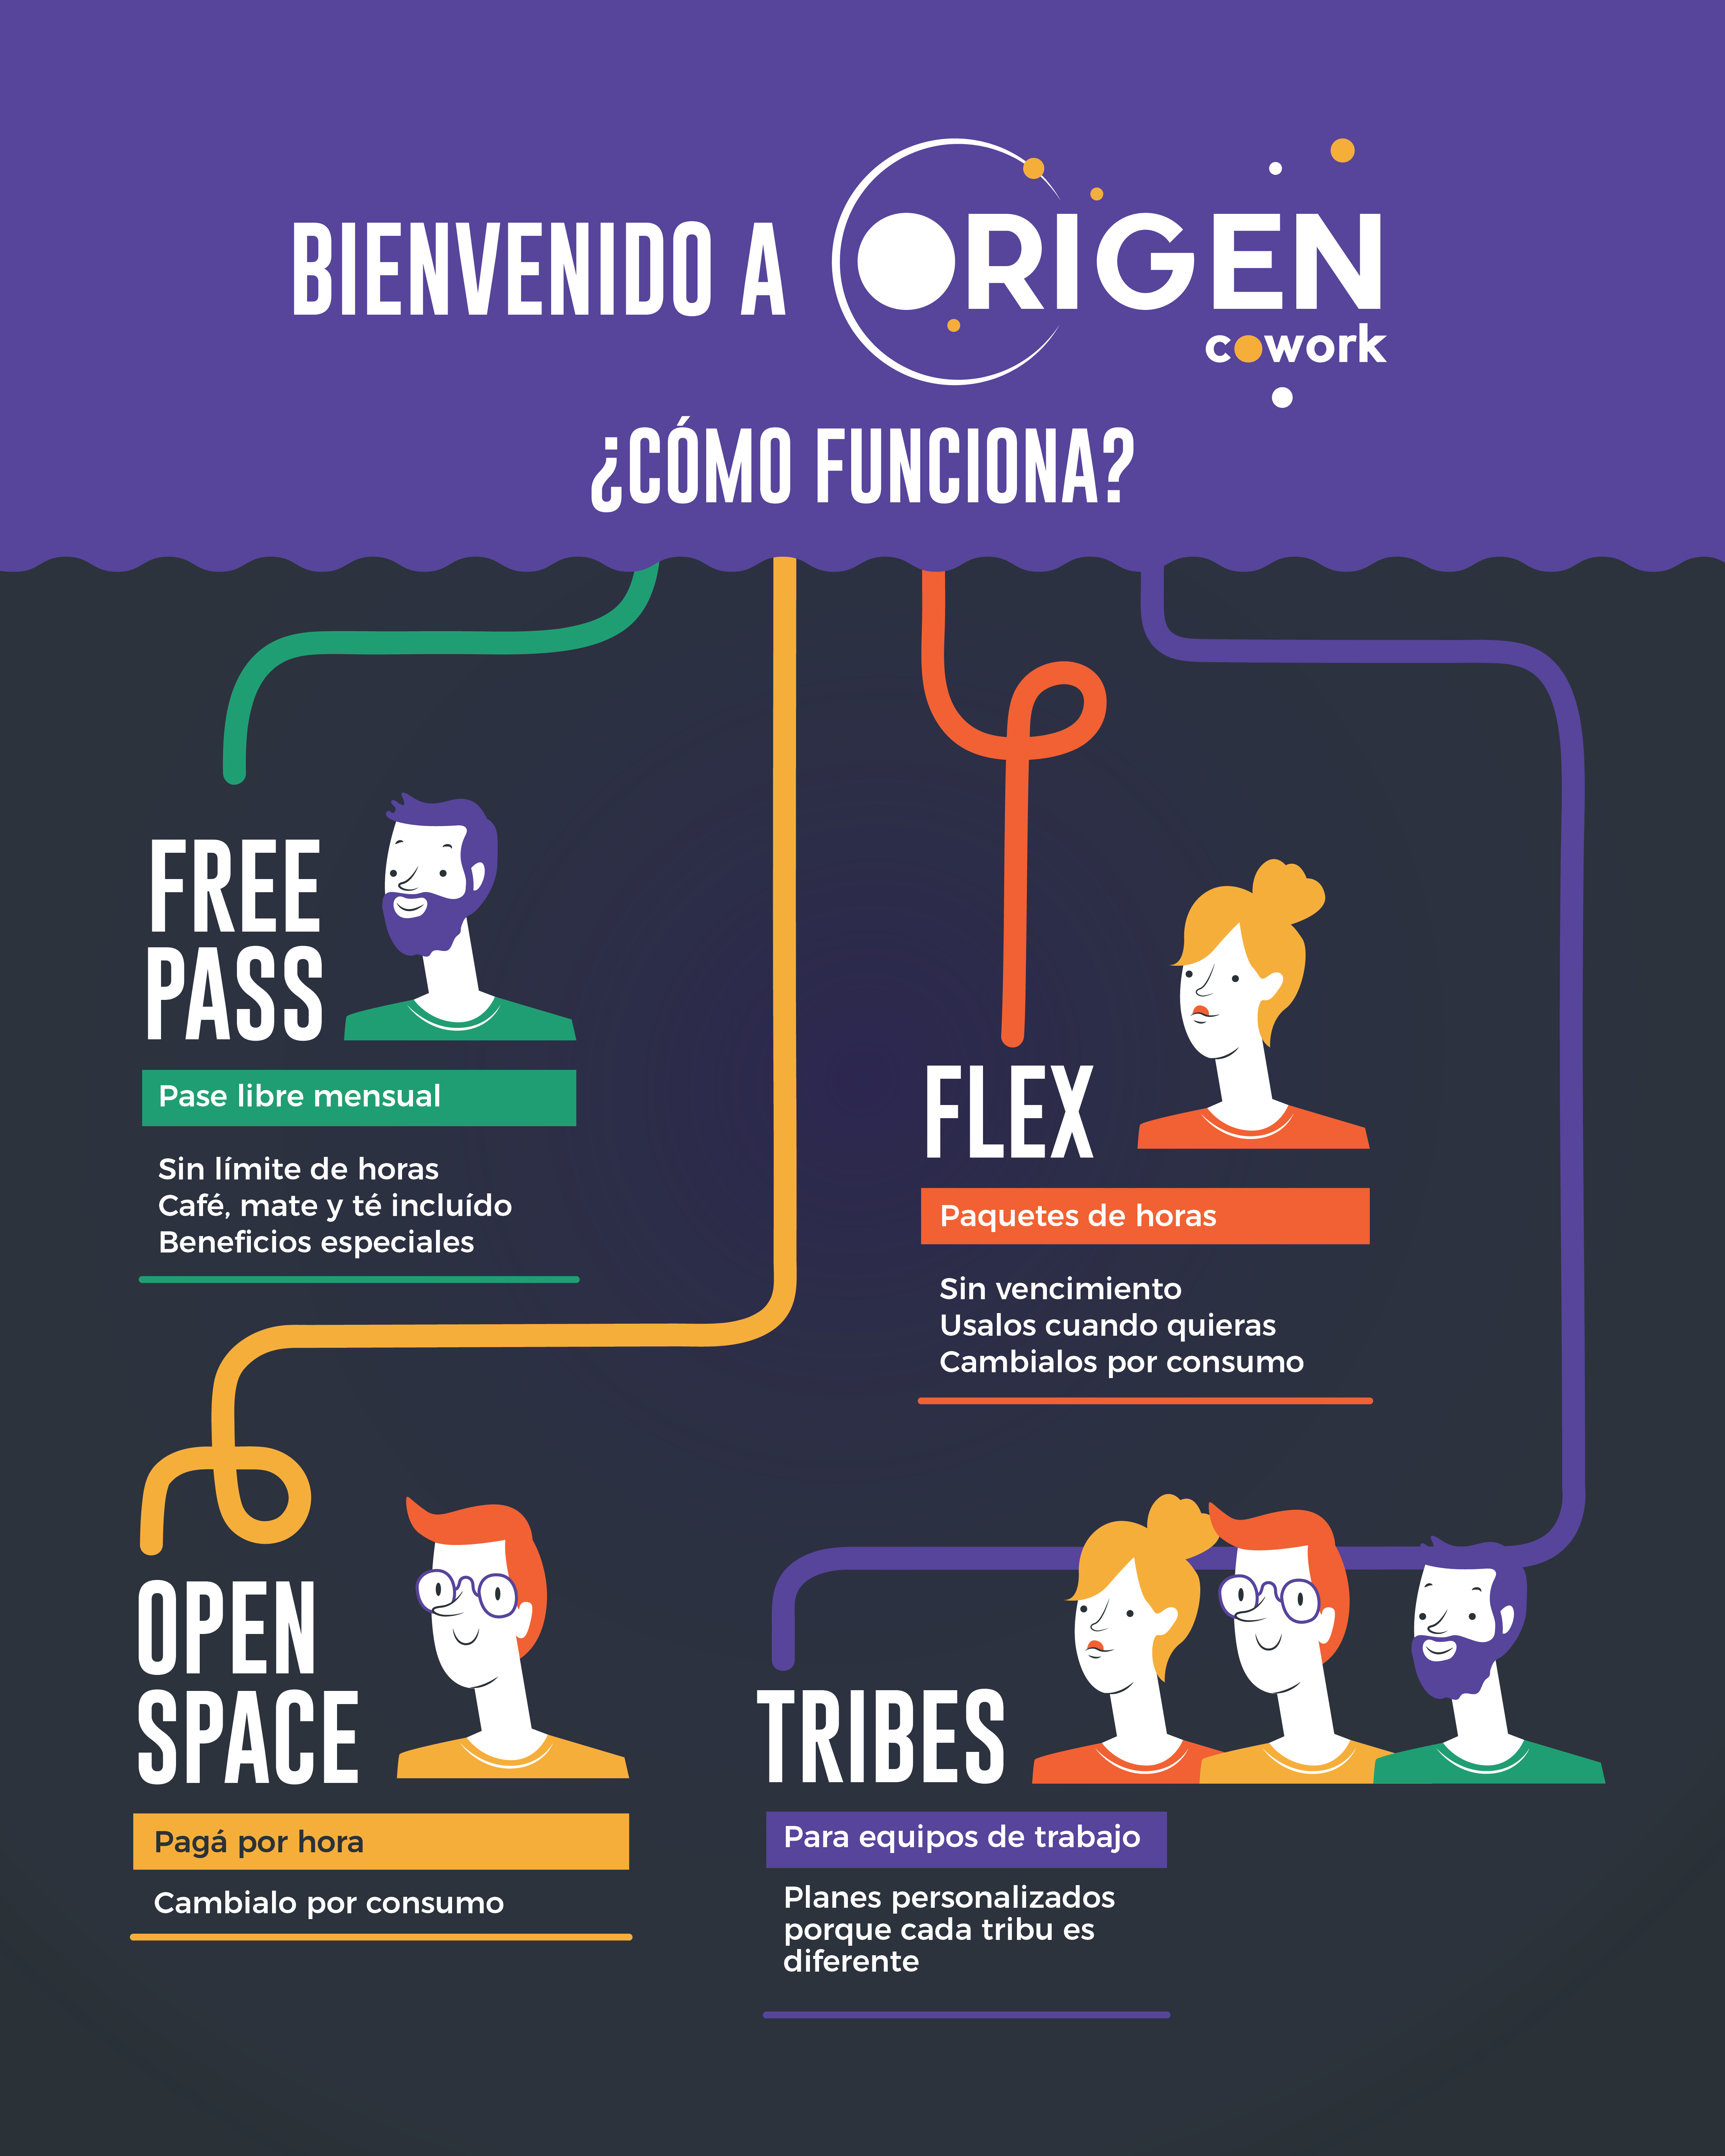 BIENVENIDO A ORIGEN
cowork
¿CÓMO FUNCIONA?
FREE
PASS
Pase libre mensual
Sin límite de horas
Café, mate y té incluído
Beneficios especiales
FLEX
Paquetes de horas
Sin vencimiento
Usalos cuando quieras
Cambialos por consumo
OPEN
SPACE
Pagá por hora
Cambialo por consumo
TRIBES
Para equipos de trabajo
Planes personalizados
porque cada tribu es
diferente